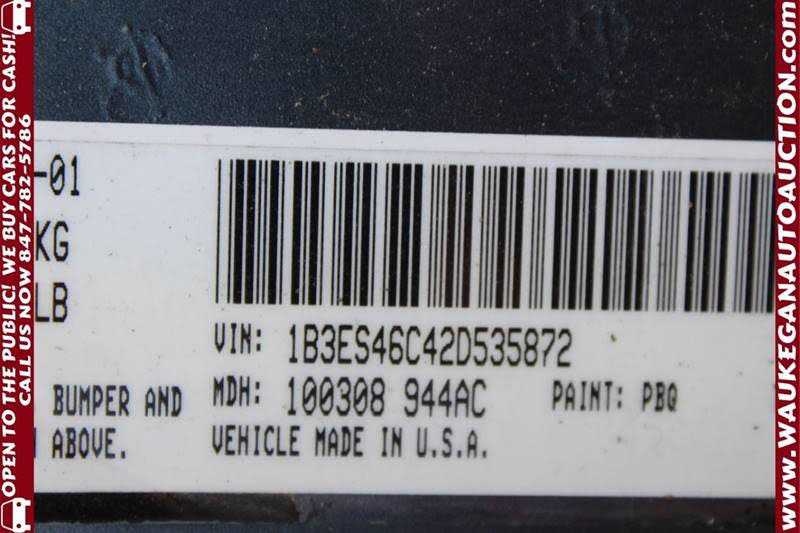 OPEN TO THE PUBLIC! WE BUY CARS FOR CASH!
CALL US NOW 847-782-5786
-01
KG
LB
BUMPER AND
ABOVE.
VIN: 1B3ES46C42D535872
MDH: 100308 944AC PAINT: PBQ
VEHICLE MADE IN U.S.A.
www.WAUKEGANAUTOAUCTION.com